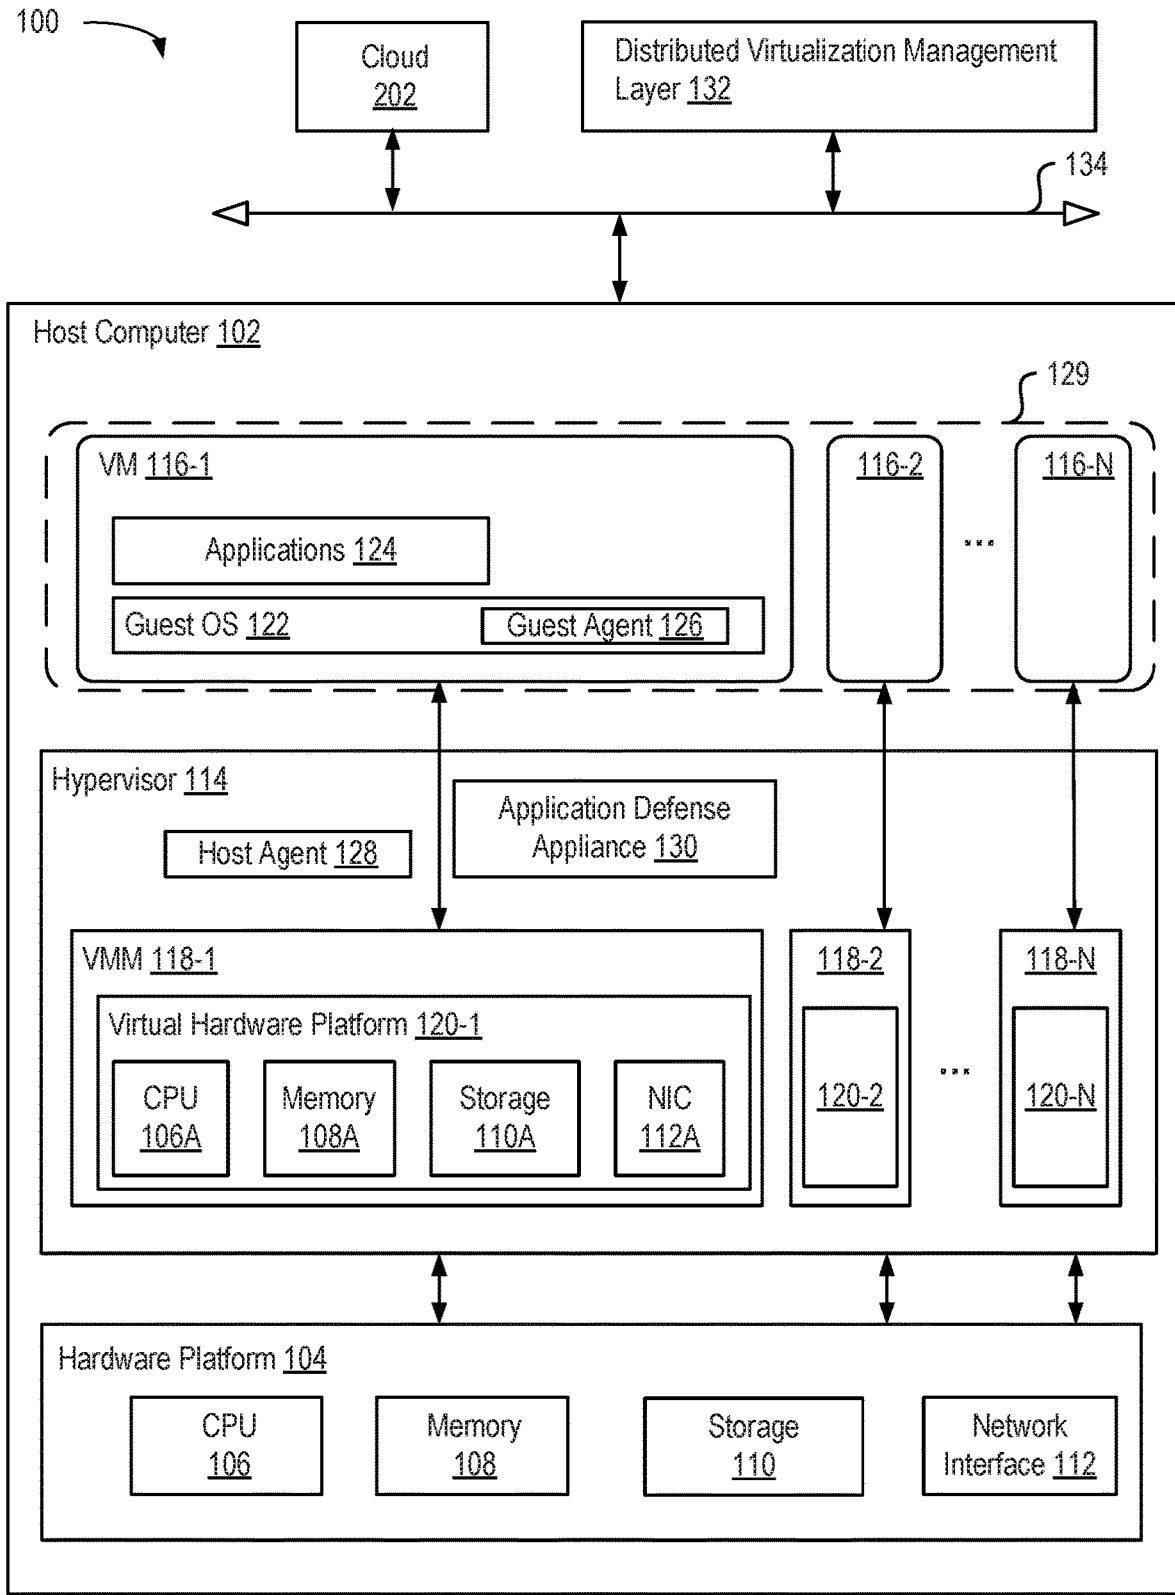 100
Cloud
202
Distributed Virtualization Management
Layer 132
134
Host Computer 102
129
VM 116-1
116-2
116-N
Applications 124
...
Guest OS 122
Guest Agent 126
Hypervisor 114
Application Defense
Appliance 130
Host Agent 128
VMM 118-1
118-2
118-N
Virtual Hardware Platform 120-1
CPU
106A
Memory
108A
Storage
110A
NIC
112A
120-2
...
120-N
Hardware Platform 104
CPU
106
Memory
108
Storage
110
Network
Interface 112